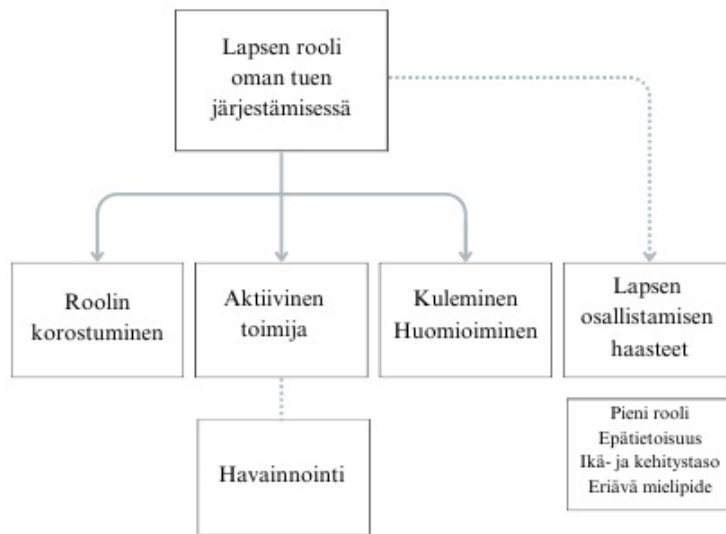 Lapsen rooli
oman tuen
järjestämisessä
Roolin
korostuminen
Aktiivinen
toimija
Kuleminen
Huomioiminen
Lapsen
osallistamisen
haasteet
Havainnointi
Pieni rooli
Epätietoisuus
Ikä- ja kehitystaso
Eriävä mielipide